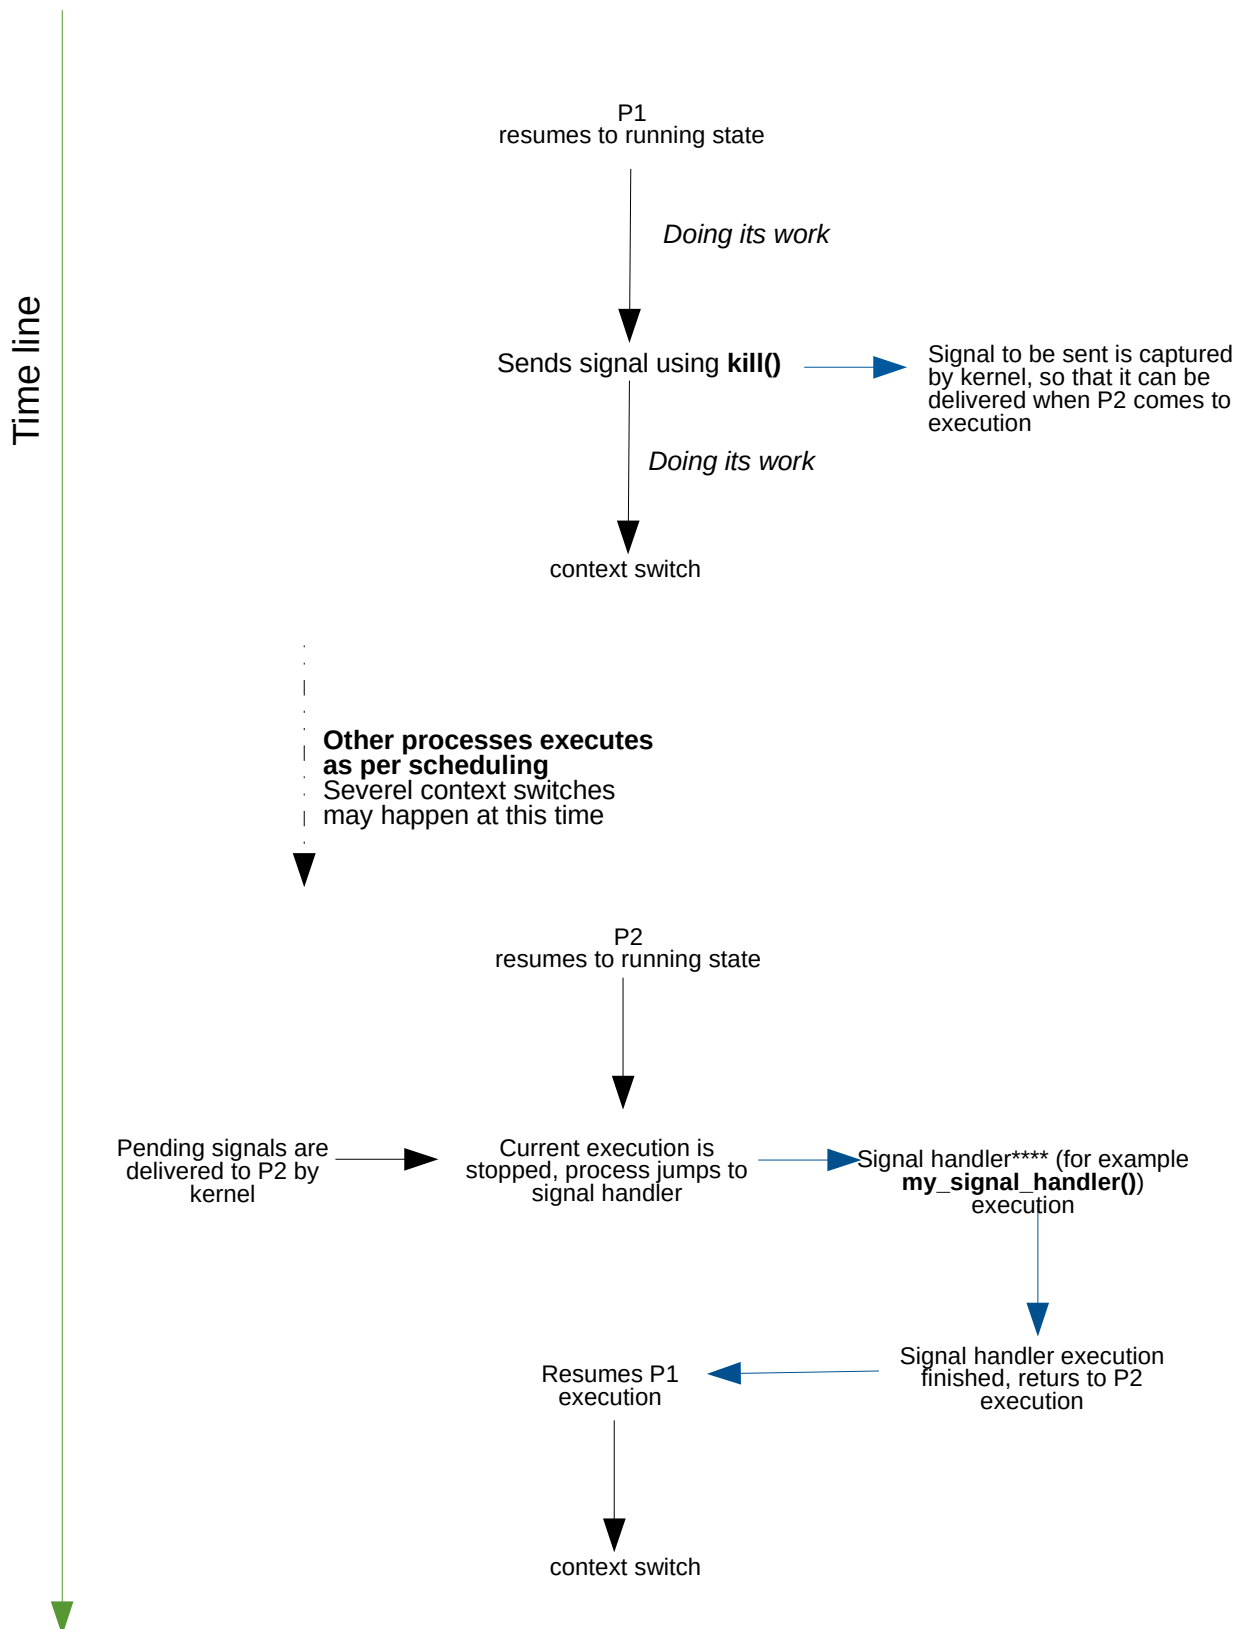 Time line
P1
resumes to running state
Doing its work
Sends signal using kill()
Signal to be sent is captured
by kernel, so that it can be
delivered when P2 comes to
execution
Doing its work
context switch
Other processes executes
as per scheduling
Severel context switches
may happen at this time
P2
resumes to running state
Pending signals are
delivered to P2 by
kernel
Current execution is
stopped, process jumps to
signal handler
Signal handler**** (for example
my_signal_handler())
execution
Signal handler execution
finished, returs to P2
execution
Resumes P1
execution
context switch